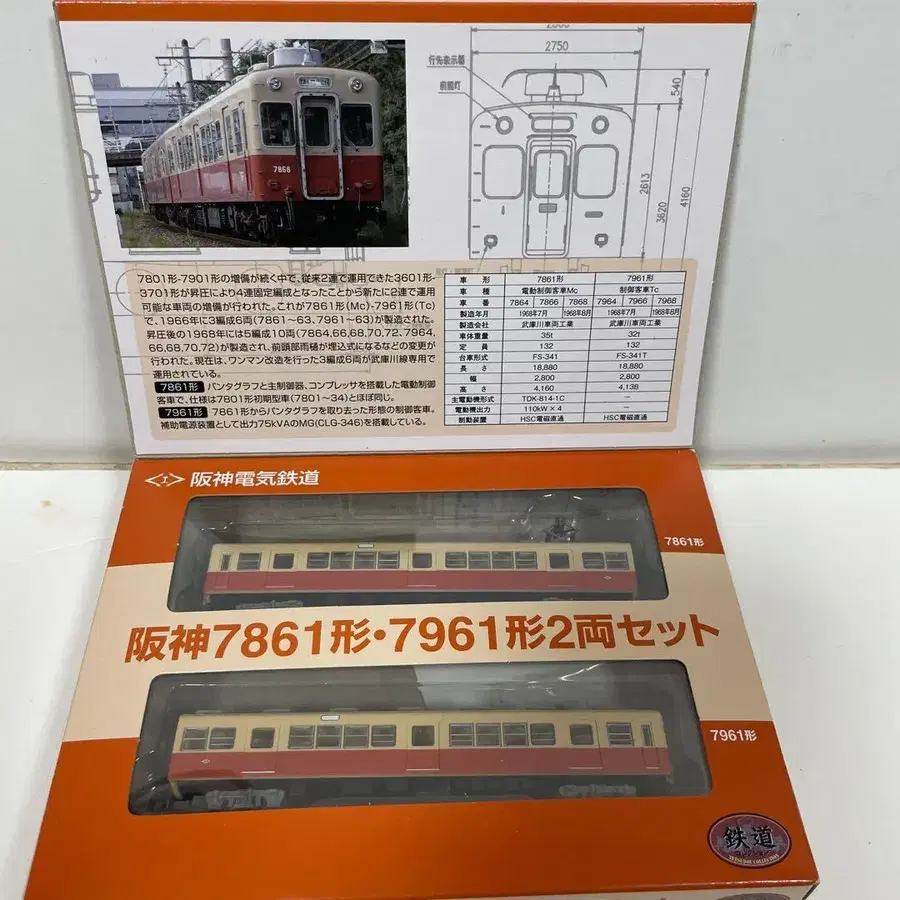 2750
行先表示器
前照灯
540
2613
3620
4160
7868
7801形-7901形の増備が続く中で、従来2連で運用できた3601形-
3701形が昇圧により4連固定編成となったことから新たに2連で運用
可能な車両の増備が行われた。これが7861形(Mc)-7961形(Tc)
で、1966年に3編成6両(7861~63、7961~63)が製造された。
昇圧後の1968年には5編成10両(7864,66,68,70,72、7964,
66,68,70,72)が製造され、前頭部雨樋が埋込式になるなどの変更が
行われた。現在は、ワンマン改造を行った3編成6両が武庫川線専用で
運用されている。
7861形 パンタグラフと主制御器、コンプレッサを搭載した電動制御
客車で、仕様は7801形初期型車(7801~34)とほぼ同じ。
7961形 7861形からパンタグラフを取り去った形態の制御客車。
補助電源装置として出力75kVAのMG(CLG-346)を搭載している。
車 形 7861形 7961形
車 種 電動制御客車Mc 制御客車Tc
車 番 7864 7866 7868 7964 7966 7968
製造年月 1968年7月 1968年8月 1968年7月 1968年8月
製造会社 武庫川車両工業 武庫川車両工業
車体重量 35t 32t
定 員 132 132
台車形式 FS-341 FS-341T
長 さ 18,880 18,880
幅 2,800 2,800
高 さ 4,160 4,138
主電動機形式 TDK-814-1C −
電動機出力 110kW×4 −
制動装置 HSC電磁直通 HSC電磁直通
阪神電気鉄道
7861形
阪神7861形・7961形2両セット
7961形
鉄道
コレクション